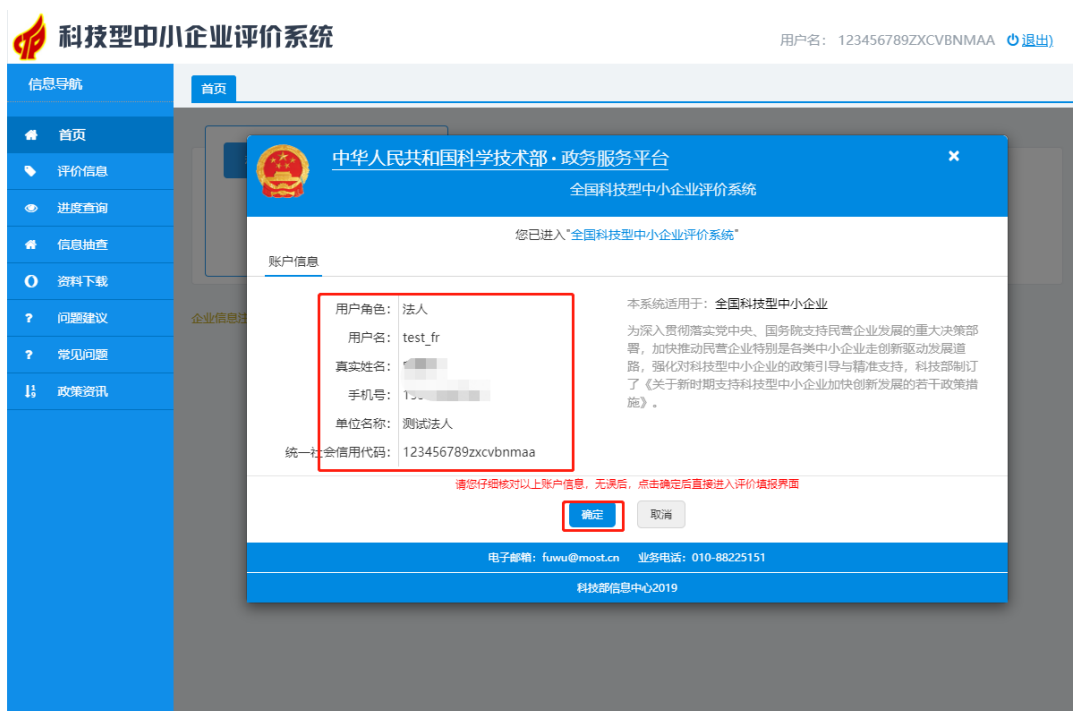 科技型中小企业评价系统
用户名： 123456789ZXCVBNMAA 退出)
信息导航
首页
首页
评价信息
进度查询
信息抽查
资料下载
问题建议
常见问题
政策资讯
中华人民共和国科学技术部·政务服务平台
全国科技型中小企业评价系统
您已进入"全国科技型中小企业评价系统"
账户信息
用户角色： 法人
用户名： test_fr
真实姓名：
手机号：
单位名称： 测试法人
统一社会信用代码： 123456789zxcvbnmaa
本系统适用于：全国科技型中小企业
为深入贯彻落实党中央、国务院支持民营企业发展的重大决策部
署，加快推动民营企业特别是各类中小企业走创新驱动发展道
路，强化对科技型中小企业的政策引导与精准支持，科技部制订
了《关于新时期支持科技型中小企业加快创新发展的若干政策措
施》。
请您仔细核对以上账户信息，无误后，点击确定后直接进入评价填报界面
确定 取消
电子邮箱：fuwu@most.cn 业务电话：010-88225151
科技部信息中心2019
企业信息